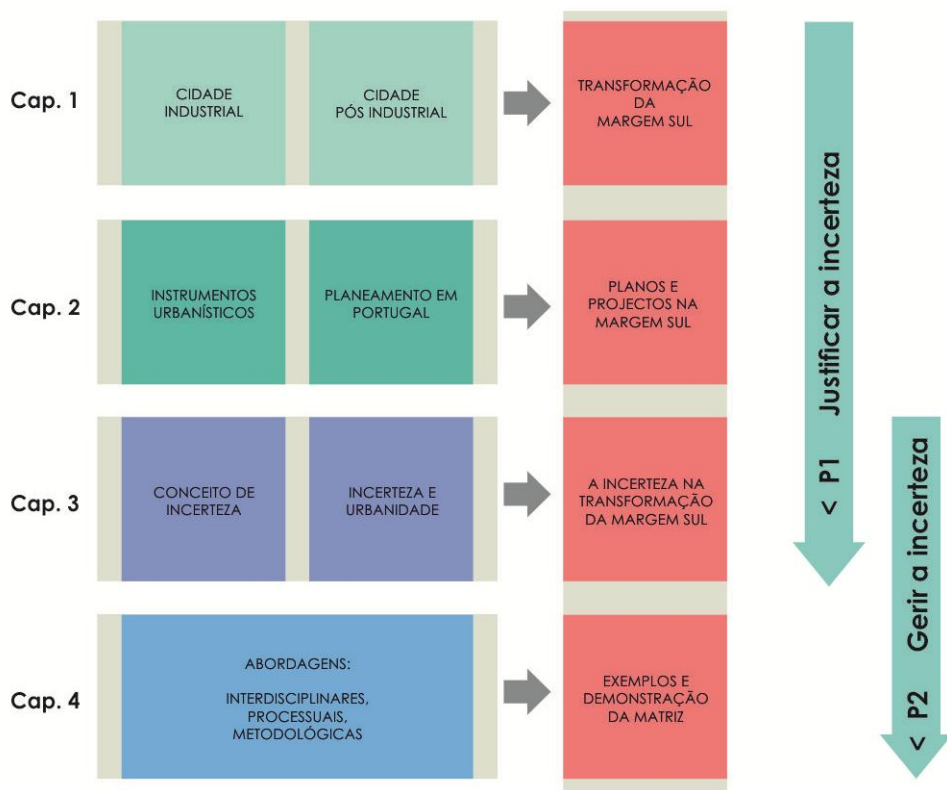 Cap. 1
CIDADE
INDUSTRIAL
CIDADE
PÓS INDUSTRIAL
TRANSFORMAÇÃO
DA
MARGEM SUL
Cap. 2
INSTRUMENTOS
URBANÍSTICOS
PLANEAMENTO EM
PORTUGAL
PLANOS E
PROJECTOS NA
MARGEM SUL
Cap. 3
CONCEITO DE
INCERTEZA
INCERTEZA E
URBANIDADE
A INCERTEZA NA
TRANSFORMAÇÃO
DA MARGEM SUL
Cap. 4
ABORDAGENS:
INTERDISCIPLINARES,
PROCESSUAIS,
METODOLÓGICAS
EXEMPLOS E
DEMONSTRAÇÃO
DA MATRIZ
< P1 Justificar a incerteza
< P2 Gerir a incerteza